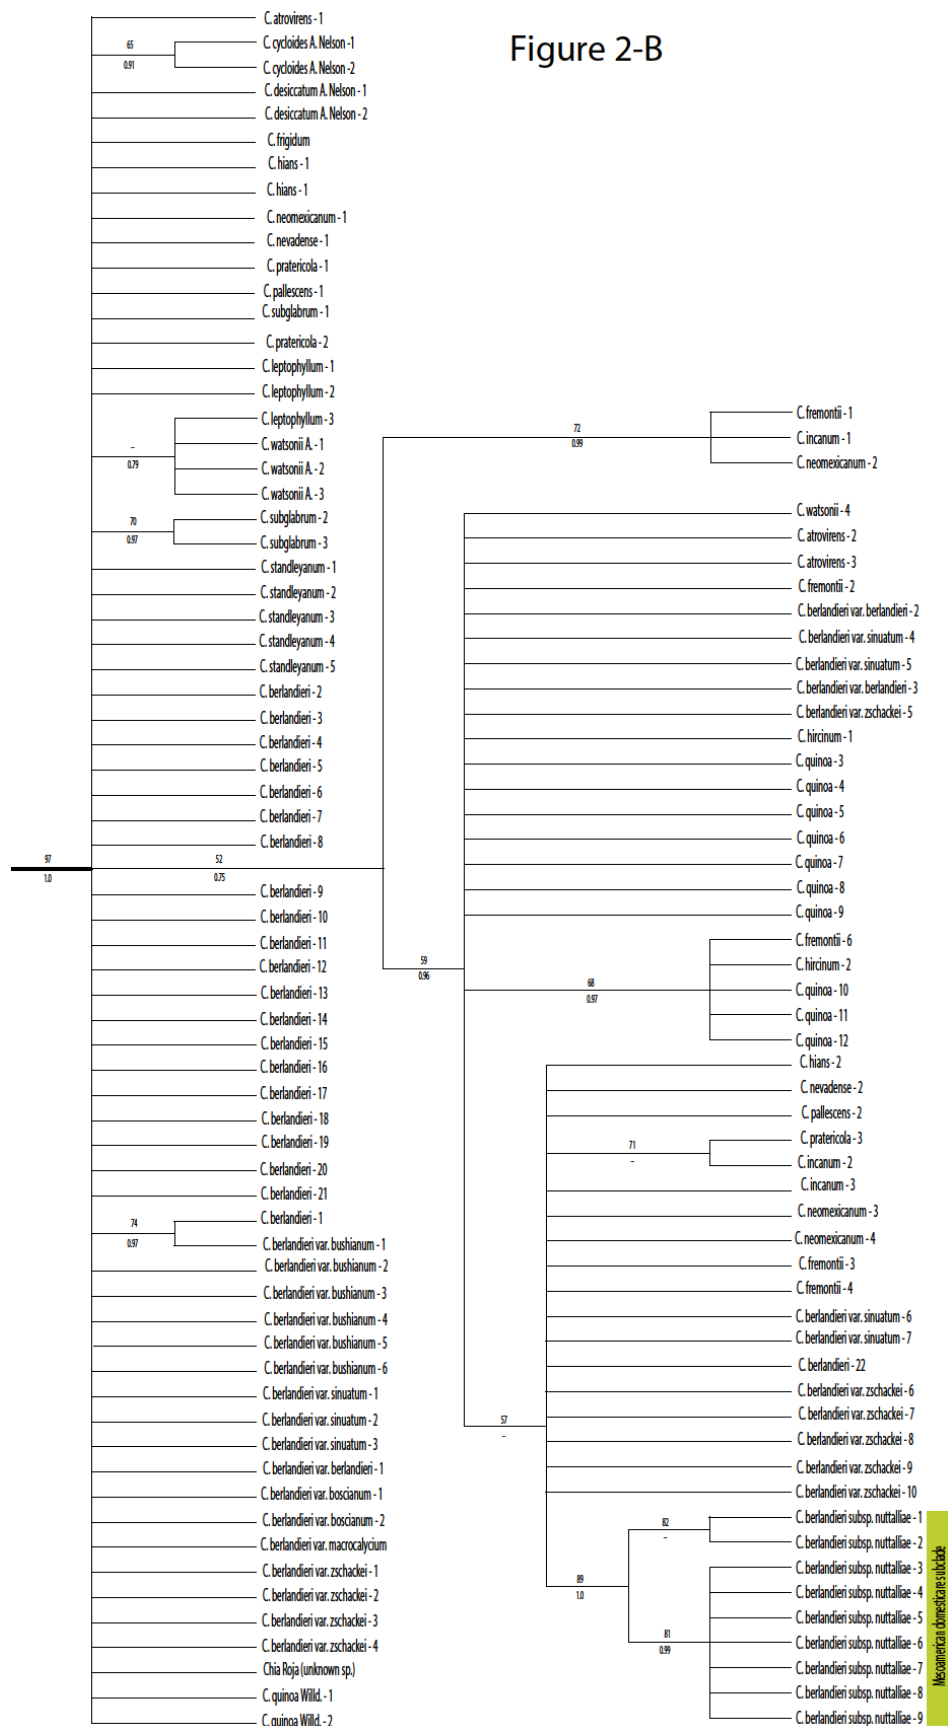 Figure 2-B
C. atrovirens - 1
65
0.91
C. cycloides A. Nelson -1
C. cycloides A. Nelson -2
C. desiccatum A. Nelson - 1
C. desiccatum A. Nelson - 2
C. frigidum
C. hians - 1
C. hians - 1
C. neomexicanum - 1
C. nevadense - 1
C. pratericola - 1
C. pallescens - 1
C. subglabrum - 1
C. pratericola - 2
C. leptophyllum - 1
C. leptophyllum - 2
–
0.79
C. leptophyllum - 3
C. watsonii A. - 1
C. watsonii A. - 2
C. watsonii A. - 3
70
0.97
C. subglabrum - 2
C. subglabrum - 3
C. standleyanum - 1
C. standleyanum - 2
C. standleyanum - 3
C. standleyanum - 4
C. standleyanum - 5
C. berlandieri - 2
C. berlandieri - 3
C. berlandieri - 4
C. berlandieri - 5
C. berlandieri - 6
C. berlandieri - 7
C. berlandieri - 8
97
1.0
52
0.75
C. berlandieri - 9
C. berlandieri - 10
C. berlandieri - 11
C. berlandieri - 12
C. berlandieri - 13
C. berlandieri - 14
C. berlandieri - 15
C. berlandieri - 16
C. berlandieri - 17
C. berlandieri - 18
C. berlandieri - 19
C. berlandieri - 20
C. berlandieri - 21
74
0.97
C. berlandieri - 1
C. berlandieri var. bushianum - 1
C. berlandieri var. bushianum - 2
C. berlandieri var. bushianum - 3
C. berlandieri var. bushianum - 4
C. berlandieri var. bushianum - 5
C. berlandieri var. bushianum - 6
C. berlandieri var. sinuatum - 1
C. berlandieri var. sinuatum - 2
C. berlandieri var. sinuatum - 3
C. berlandieri var. berlandieri - 1
C. berlandieri var. boscianum - 1
C. berlandieri var. boscianum - 2
C. berlandieri var. macrocalycium
C. berlandieri var. zschackei - 1
C. berlandieri var. zschackei - 2
C. berlandieri var. zschackei - 3
C. berlandieri var. zschackei - 4
Chia Roja (unknown sp.)
C. quinoa Willd. - 1
C. quinoa Willd. - 2
72
0.99
C. fremontii - 1
C. incanum - 1
C. neomexicanum - 2
59
0.96
C. watsonii - 4
C. atrovirens - 2
C. atrovirens - 3
C. fremontii - 2
C. berlandieri var. berlandieri - 2
C. berlandieri var. sinuatum - 4
C. berlandieri var. sinuatum - 5
C. berlandieri var. berlandieri - 3
C. berlandieri var. zschackei - 5
C. hircinum - 1
C. quinoa - 3
C. quinoa - 4
C. quinoa - 5
C. quinoa - 6
C. quinoa - 7
C. quinoa - 8
C. quinoa - 9
68
0.97
C. fremontii - 6
C. hircinum - 2
C. quinoa - 10
C. quinoa - 11
C. quinoa - 12
57
–
C. hians - 2
C. nevadense - 2
C. pallescens - 2
71
–
C. pratericola - 3
C. incanum - 2
C. incanum - 3
C. neomexicanum - 3
C. neomexicanum - 4
C. fremontii - 3
C. fremontii - 4
C. berlandieri var. sinuatum - 6
C. berlandieri var. sinuatum - 7
C. berlandieri - 22
C. berlandieri var. zschackei - 6
C. berlandieri var. zschackei - 7
C. berlandieri var. zschackei - 8
C. berlandieri var. zschackei - 9
C. berlandieri var. zschackei - 10
89
1.0
82
–
C. berlandieri subsp. nuttalliae - 1
C. berlandieri subsp. nuttalliae - 2
81
0.99
C. berlandieri subsp. nuttalliae - 3
C. berlandieri subsp. nuttalliae - 4
C. berlandieri subsp. nuttalliae - 5
C. berlandieri subsp. nuttalliae - 6
C. berlandieri subsp. nuttalliae - 7
C. berlandieri subsp. nuttalliae - 8
C. berlandieri subsp. nuttalliae - 9
Mesoamerican domesticare subclade